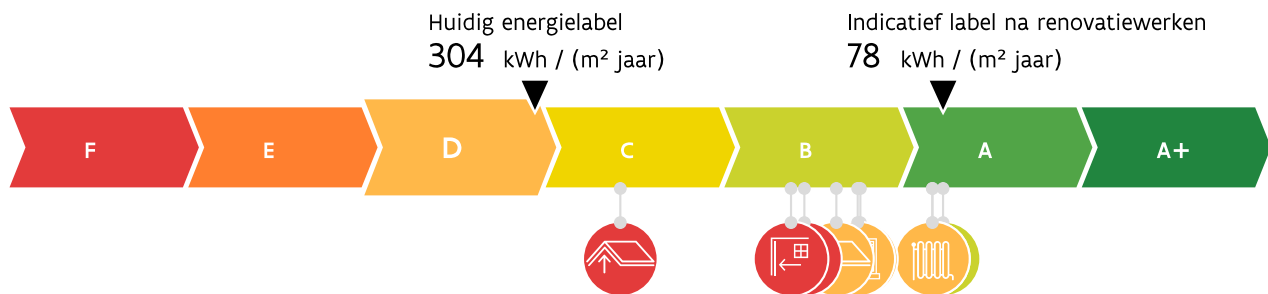 Huidig energielabel
304 kWh / (m² jaar)
Indicatief label na renovatiewerken
78 kWh / (m² jaar)
F E D C B A A+